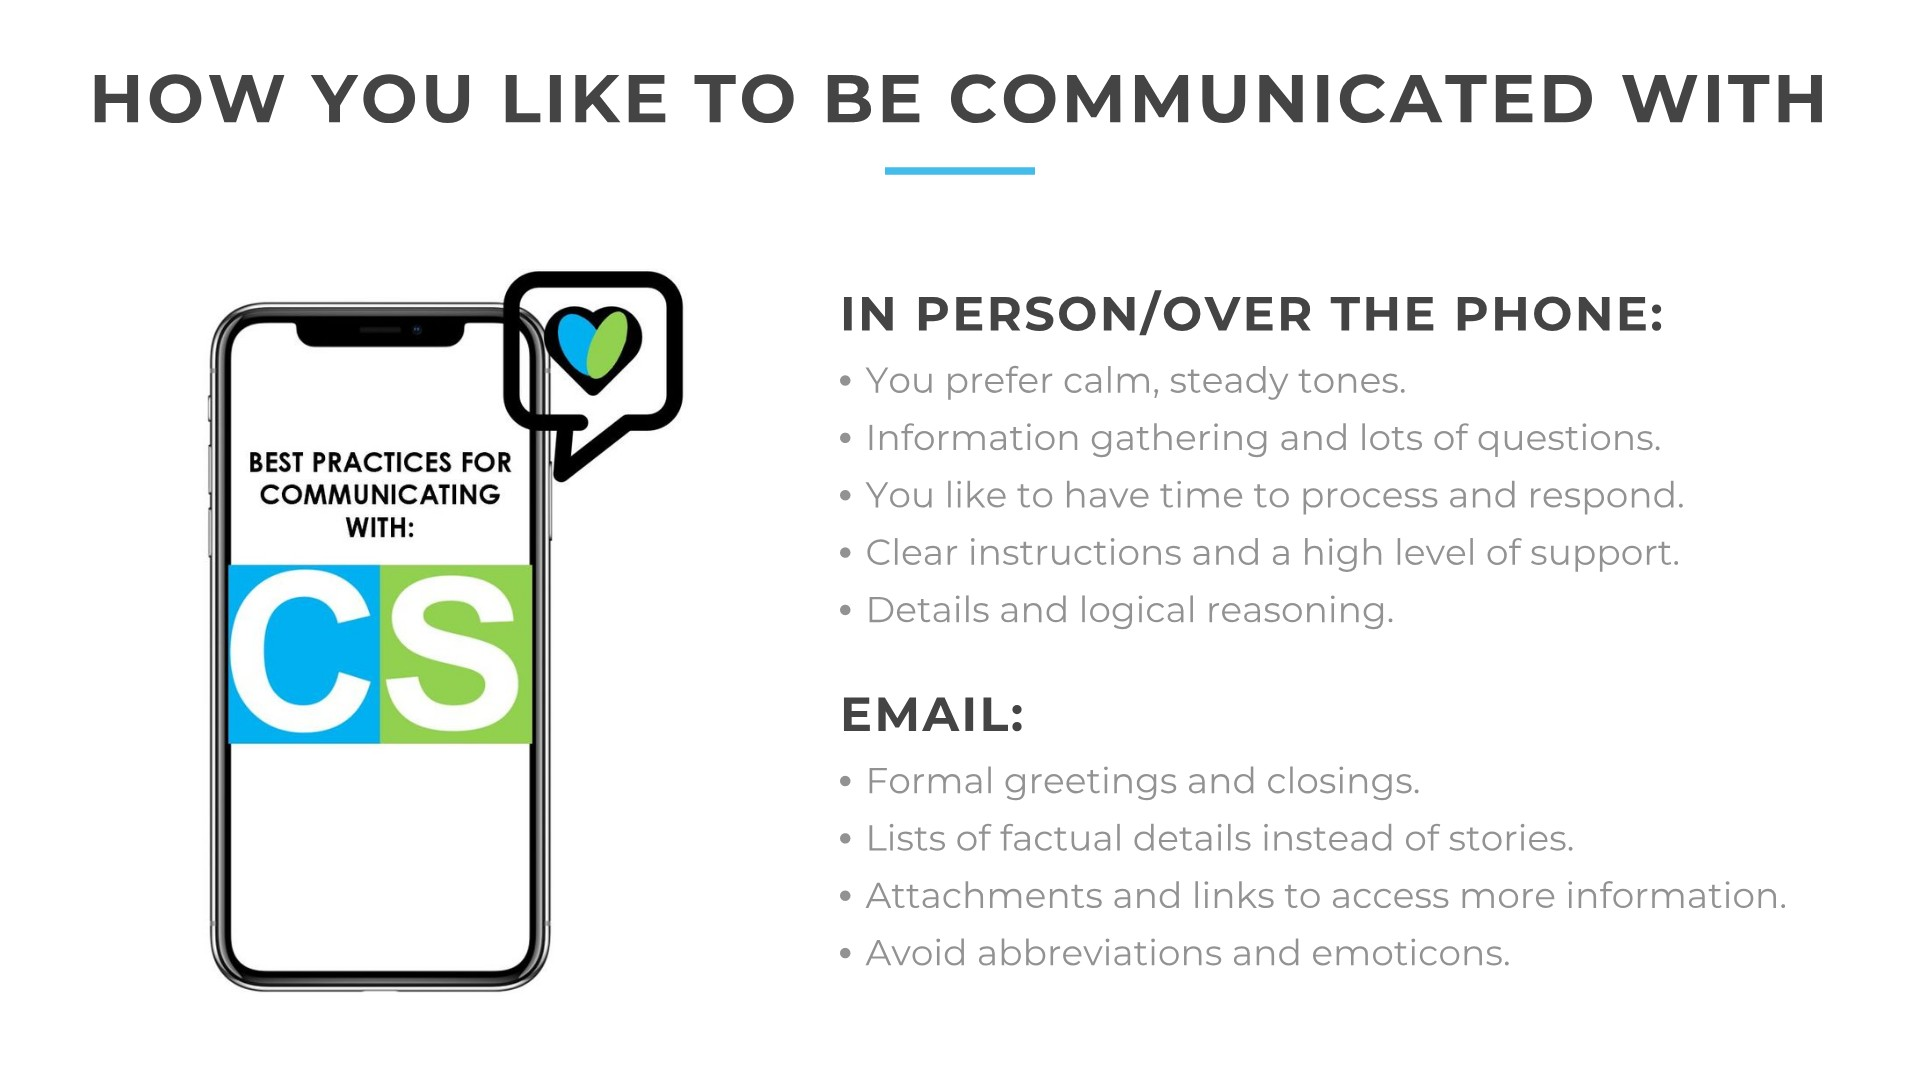 HOW YOU LIKE TO BE COMMUNICATED WITH
BEST PRACTICES FOR
COMMUNICATING
WITH:
CS
IN PERSON/OVER THE PHONE:
• You prefer calm, steady tones.
• Information gathering and lots of questions.
• You like to have time to process and respond.
• Clear instructions and a high level of support.
• Details and logical reasoning.
EMAIL:
• Formal greetings and closings.
• Lists of factual details instead of stories.
• Attachments and links to access more information.
• Avoid abbreviations and emoticons.